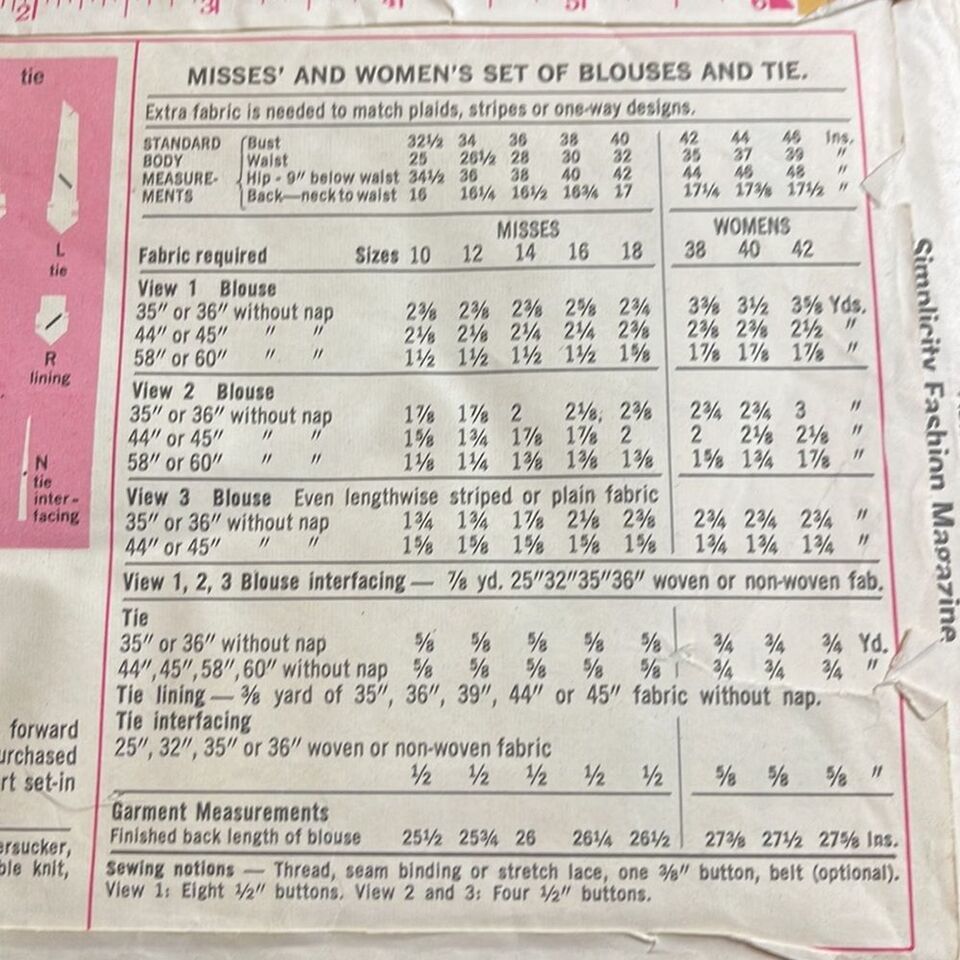 2 3 4 5 6
tie
L
tie
R
lining
N
tie
inter-
facing
forward
urchased
rt set-in
ersucker,
ble knit,
MISSES' AND WOMEN'S SET OF BLOUSES AND TIE.
Extra fabric is needed to match plaids, stripes or one-way designs.
STANDARD Bust 32½ 34 36 38 40 42 44 46 Ins.
BODY Waist 25 26½ 28 30 32 35 37 39 "
MEASURE- Hip - 9" below waist 34½ 36 38 40 42 44 46 48 "
MENTS Back—neck to waist 16 16¼ 16½ 16¾ 17 17¼ 17⅜ 17½ "
MISSES WOMENS
Fabric required Sizes 10 12 14 16 18 38 40 42
View 1 Blouse
35" or 36" without nap 2⅜ 2⅜ 2⅜ 2⅝ 2¾ 3⅜ 3½ 3⅝ Yds.
44" or 45" " " 2⅛ 2⅛ 2¼ 2¼ 2⅜ 2⅜ 2⅜ 2½ "
58" or 60" " " 1½ 1½ 1½ 1½ 1⅝ 1⅞ 1⅞ 1⅞ "
View 2 Blouse
35" or 36" without nap 1⅞ 1⅞ 2 2⅛ 2⅜ 2¾ 2¾ 3 "
44" or 45" " " 1⅝ 1¾ 1⅞ 1⅞ 2 2 2⅛ 2⅛ "
58" or 60" " " 1⅛ 1¼ 1⅜ 1⅜ 1⅜ 1⅝ 1¾ 1⅞ "
View 3 Blouse Even lengthwise striped or plain fabric
35" or 36" without nap 1¾ 1¾ 1⅞ 2⅛ 2⅜ 2¾ 2¾ 2¾ "
44" or 45" " " 1⅝ 1⅝ 1⅝ 1⅝ 1⅝ 1¾ 1¾ 1¾ "
View 1, 2, 3 Blouse interfacing — ⅞ yd. 25"32"35"36" woven or non-woven fab.
Tie
35" or 36" without nap ⅝ ⅝ ⅝ ⅝ ⅝ ¾ ¾ ¾ Yd.
44", 45", 58", 60" without nap ⅝ ⅝ ⅝ ⅝ ⅝ ¾ ¾ ¾ "
Tie lining — ⅜ yard of 35", 36", 39", 44" or 45" fabric without nap.
Tie interfacing
25", 32", 35" or 36" woven or non-woven fabric
½ ½ ½ ½ ½ ⅝ ⅝ ⅝ "
Garment Measurements
Finished back length of blouse 25½ 25¾ 26 26¼ 26½ 27⅜ 27½ 27⅝ Ins.
Sewing notions — Thread, seam binding or stretch lace, one ⅜" button, belt (optional).
View 1: Eight ½" buttons. View 2 and 3: Four ½" buttons.
Simplicity Fashion Magazine